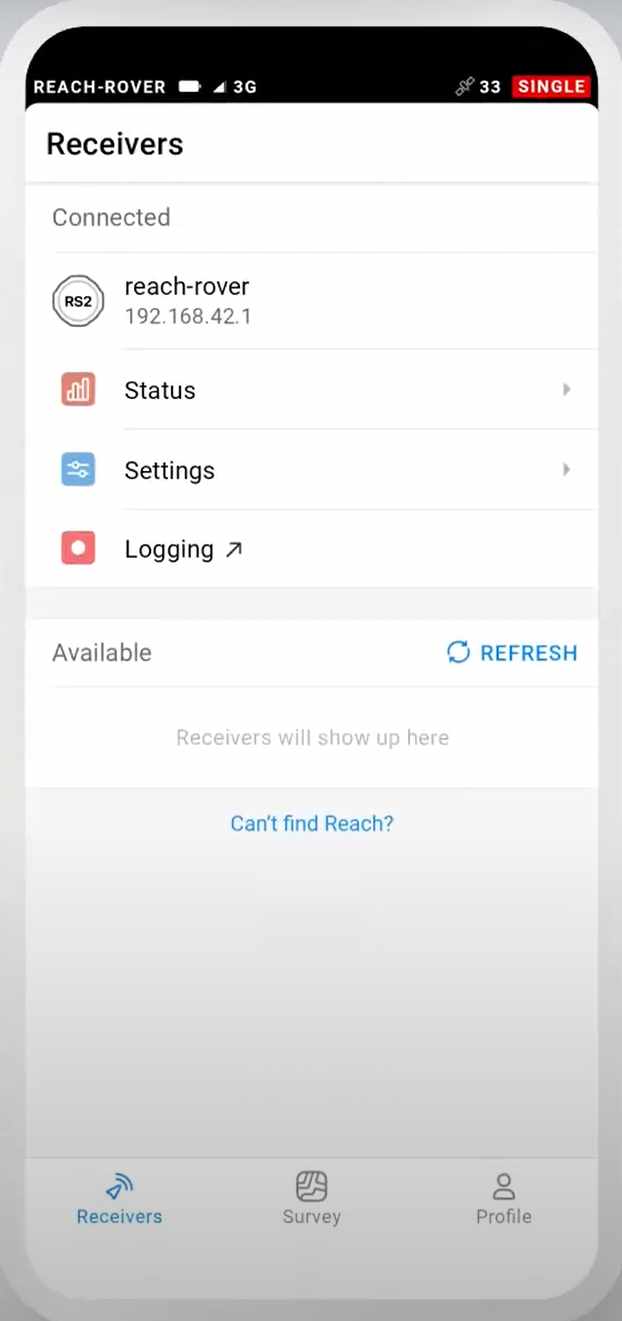 REACH-ROVER 3G 33 SINGLE
Receivers
Connected
RS2
reach-rover
192.168.42.1
Status
Settings
Logging
Available
REFRESH
Receivers will show up here
Can't find Reach?
Receivers
Survey
Profile